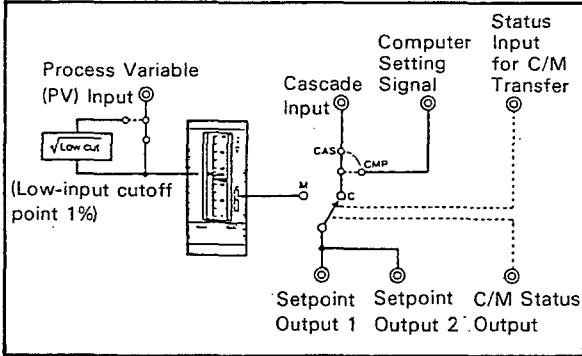 Process Variable
(PV) Input
√Low cut
(Low-input cutoff
point 1%)
Cascade
Input
Computer
Setting
Signal
Status
Input
for C/M
Transfer
CAS
CMP
M
C
Setpoint
Output 1
Setpoint
Output 2
C/M Status
Output